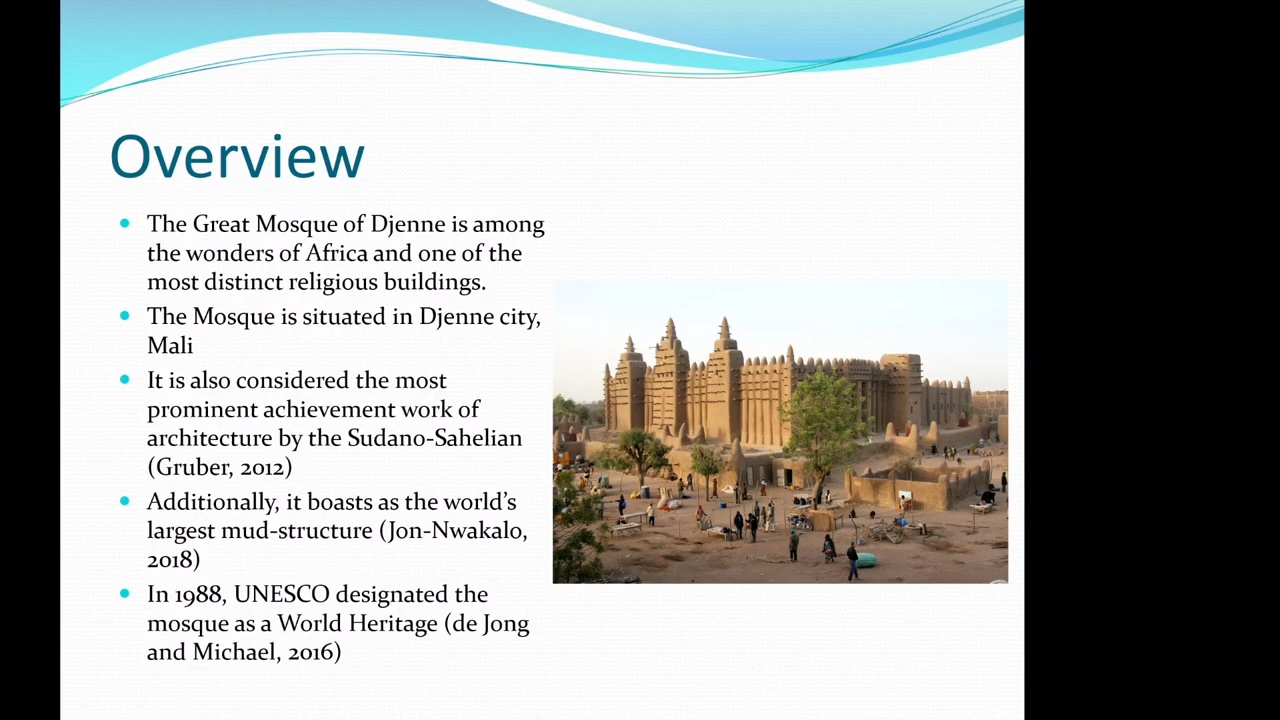 Overview
The Great Mosque of Djenne is among
the wonders of Africa and one of the
most distinct religious buildings.
The Mosque is situated in Djenne city,
Mali
It is also considered the most
prominent achievement work of
architecture by the Sudano-Sahelian
(Gruber, 2012)
Additionally, it boasts as the world’s
largest mud-structure (Jon-Nwakalo,
2018)
In 1988, UNESCO designated the
mosque as a World Heritage (de Jong
and Michael, 2016)